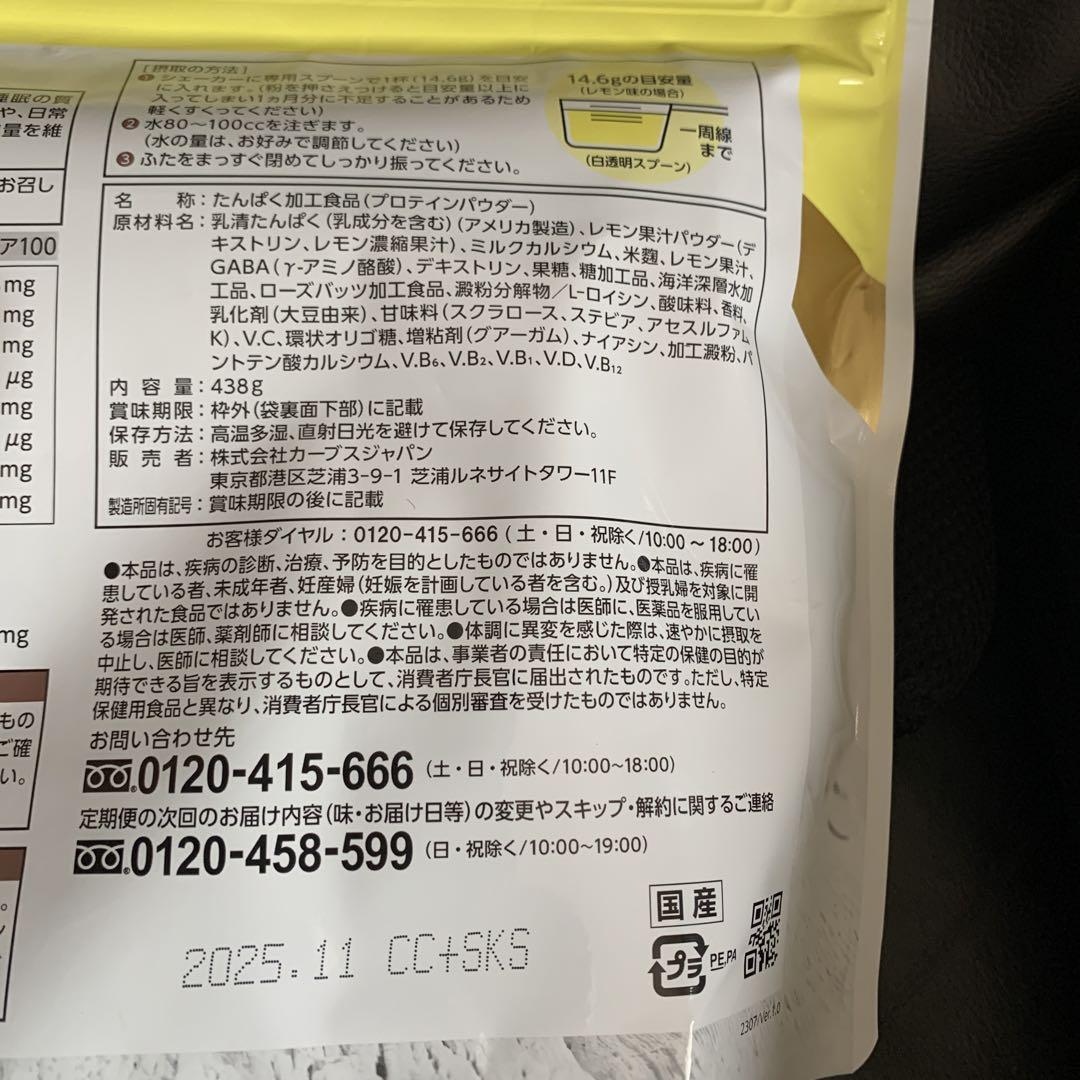 [摂取の方法]
❶シェーカーに専用スプーンで1杯(14.6g)を目安
に入れます。(粉を押さえつけると目安量以上に
入ってしまい1ヵ月分に不足することがあるため
軽くすくってください)
❷水80〜100ccを注ぎます。
(水の量は、お好みで調節してください)
❸ふたをまっすぐ閉めてしっかり振ってください。
14.6gの目安量
(レモン味の場合)
一周線
まで
(白透明スプーン)
睡眠の質
や、日常
量を維
お召し
ア100
mg
mg
mg
μg
mg
μg
mg
mg
mg
もの
ご確
い。
名 称:たんぱく加工食品(プロテインパウダー)
原材料名:乳清たんぱく(乳成分を含む)(アメリカ製造)、レモン果汁パウダー(デ
キストリン、レモン濃縮果汁)、ミルクカルシウム、米麹、レモン果汁、
GABA(γ-アミノ酪酸)、デキストリン、果糖、糖加工品、海洋深層水加
工品、ローズバッツ加工食品、澱粉分解物/L-ロイシン、酸味料、香料、
乳化剤(大豆由来)、甘味料(スクラロース、ステビア、アセスルファム
K)、V.C、環状オリゴ糖、増粘剤(グアーガム)、ナイアシン、加工澱粉、パ
ントテン酸カルシウム、V.B₆、V.B₂、V.B₁、V.D、V.B₁₂
内 容 量:438g
賞味期限:枠外(袋裏面下部)に記載
保存方法:高温多湿、直射日光を避けて保存してください。
販 売 者:株式会社カーブスジャパン
東京都港区芝浦3-9-1 芝浦ルネサイトタワー11F
製造所固有記号:賞味期限の後に記載
お客様ダイヤル:0120-415-666(土・日・祝除く/10:00〜18:00)
●本品は、疾病の診断、治療、予防を目的としたものではありません。●本品は、疾病に罹
患している者、未成年者、妊産婦(妊娠を計画している者を含む。)及び授乳婦を対象に開
発された食品ではありません。●疾病に罹患している場合は医師に、医薬品を服用してい
る場合は医師、薬剤師に相談してください。●体調に異変を感じた際は、速やかに摂取を
中止し、医師に相談してください。●本品は、事業者の責任において特定の保健の目的が
期待できる旨を表示するものとして、消費者庁長官に届出されたものです。ただし、特定
保健用食品と異なり、消費者庁長官による個別審査を受けたものではありません。
お問い合わせ先
0120-415-666(土・日・祝除く/10:00~18:00)
定期便の次回のお届け内容(味・お届け日等)の変更やスキップ・解約に関するご連絡
0120-458-599(日・祝除く/10:00~19:00)
国産
プラ
PE,PA
2025.11 CC+SKS
2307/Ver.1.0